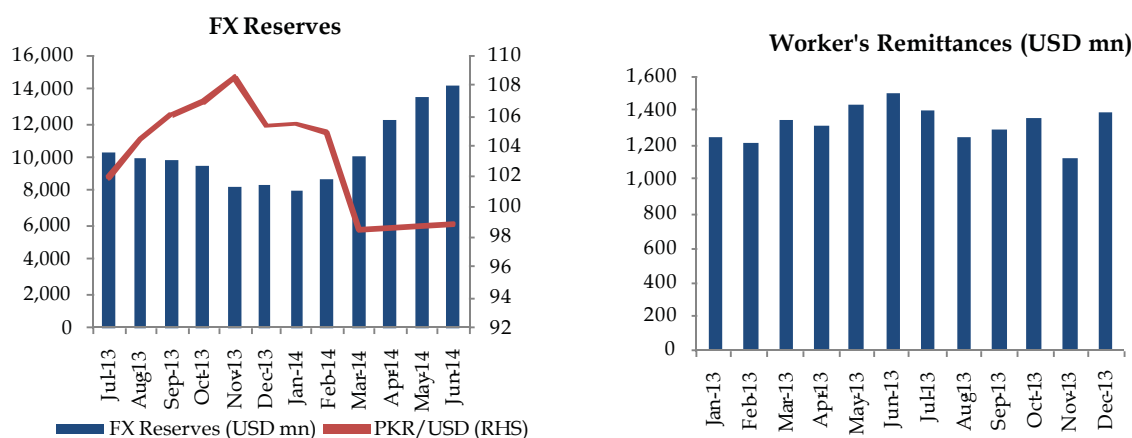 FX Reserves
16,000
14,000
12,000
10,000
8,000
6,000
4,000
2,000
0
110
108
106
104
102
100
98
96
94
92
Jul-13
Aug-13
Sep-13
Oct-13
Nov-13
Dec-13
Jan-14
Feb-14
Mar-14
Apr-14
May-14
Jun-14
FX Reserves (USD mn)
PKR/USD (RHS)
Worker's Remittances (USD mn)
1,600
1,400
1,200
1,000
800
600
400
200
0
Jan-13
Feb-13
Mar-13
Apr-13
May-13
Jun-13
Jul-13
Aug-13
Sep-13
Oct-13
Nov-13
Dec-13